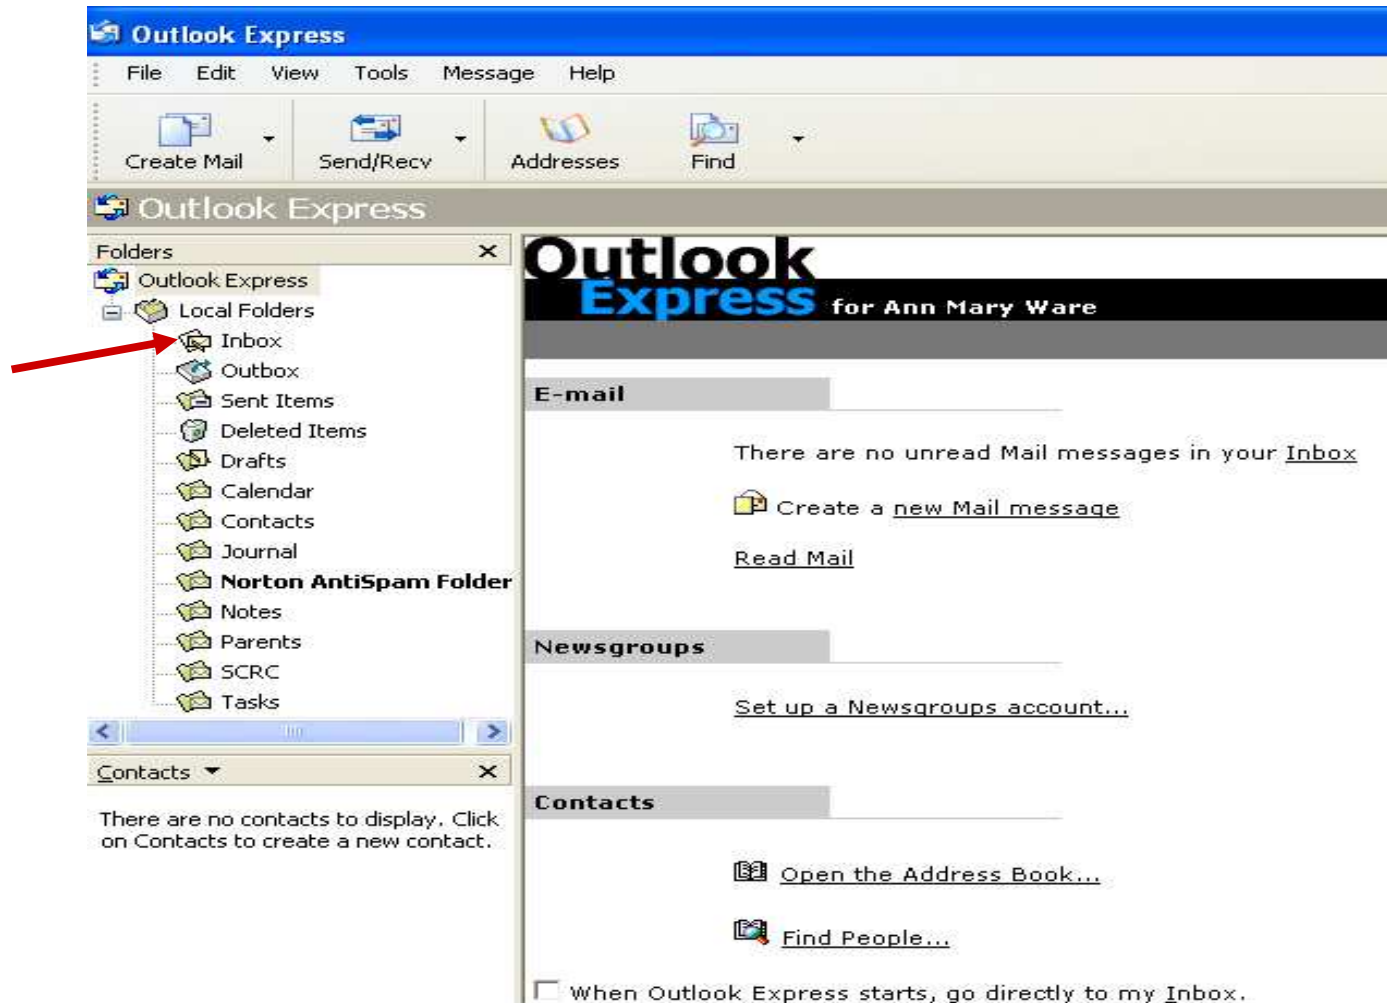 Outlook Express
File Edit View Tools Message Help
Create Mail Send/Recv Addresses Find
Outlook Express
Folders
Outlook Express
Local Folders
Inbox
Outbox
Sent Items
Deleted Items
Drafts
Calendar
Contacts
Journal
Norton AntiSpam Folder
Notes
Parents
SCRC
Tasks
Contacts
There are no contacts to display. Click
on Contacts to create a new contact.
Outlook
Express for Ann Mary Ware
E-mail
There are no unread Mail messages in your Inbox
Create a new Mail message
Read Mail
Newsgroups
Set up a Newsgroups account...
Contacts
Open the Address Book...
Find People...
When Outlook Express starts, go directly to my Inbox.